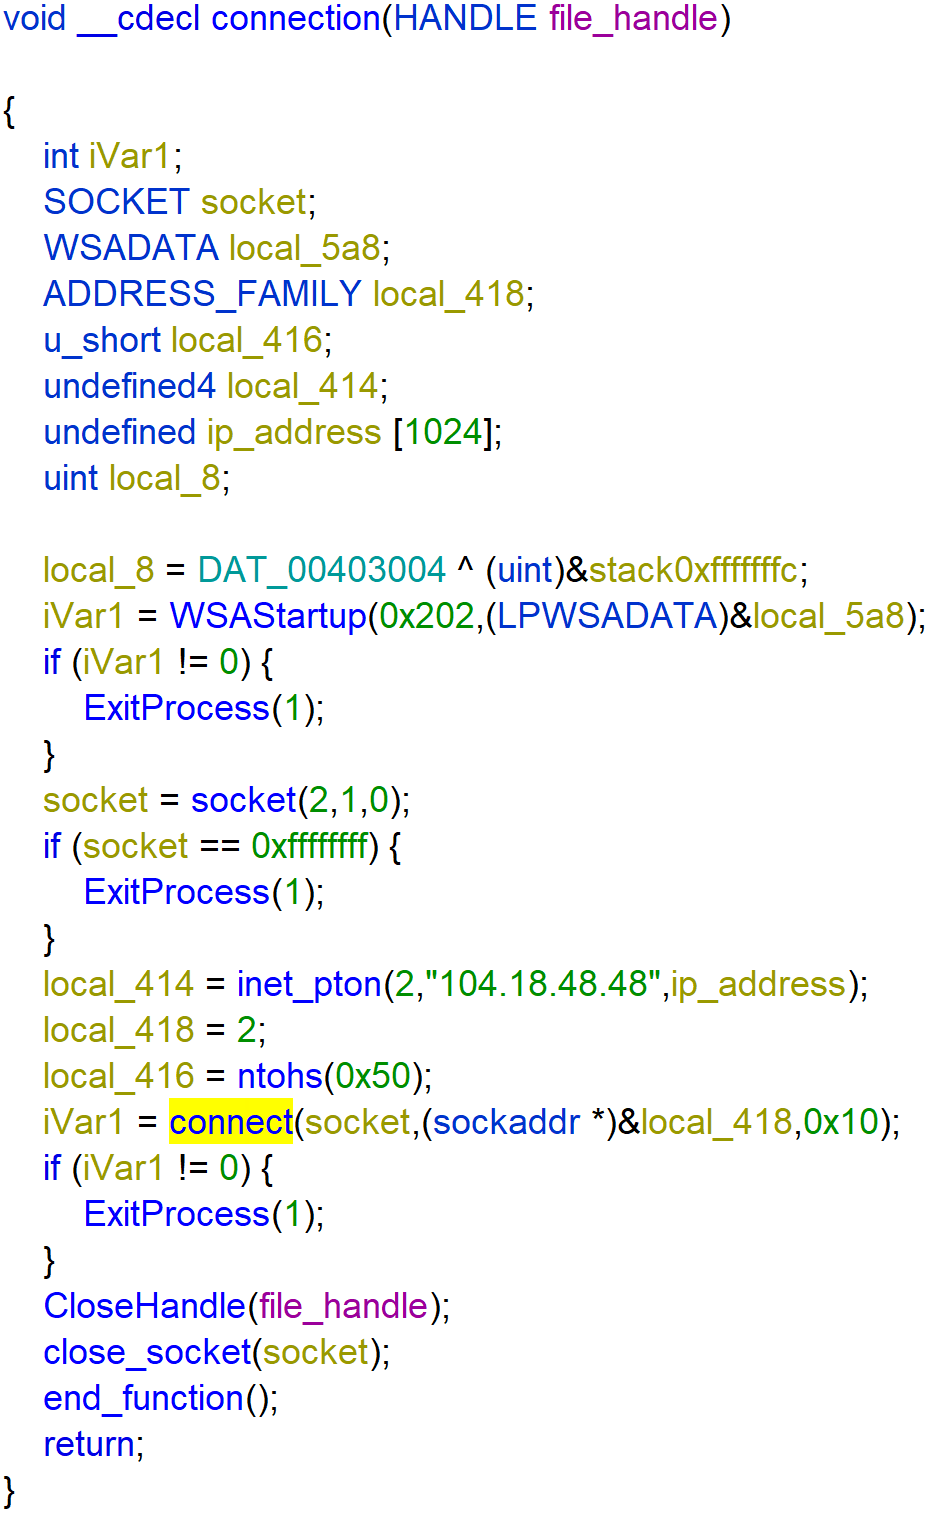 void __cdecl connection(HANDLE file_handle)
{
int iVar1;
SOCKET socket;
WSADATA local_5a8;
ADDRESS_FAMILY local_418;
u_short local_416;
undefined4 local_414;
undefined ip_address [1024];
uint local_8;
local_8 = DAT_00403004 ^ (uint)&stack0xfffffffc;
iVar1 = WSAStartup(0x202,(LPWSADATA)&local_5a8);
if (iVar1 != 0) {
ExitProcess(1);
}
socket = socket(2,1,0);
if (socket == 0xffffffff) {
ExitProcess(1);
}
local_414 = inet_pton(2,"104.18.48.48",ip_address);
local_418 = 2;
local_416 = ntohs(0x50);
iVar1 = connect(socket,(sockaddr *)&local_418,0x10);
if (iVar1 != 0) {
ExitProcess(1);
}
CloseHandle(file_handle);
close_socket(socket);
end_function();
return;
}